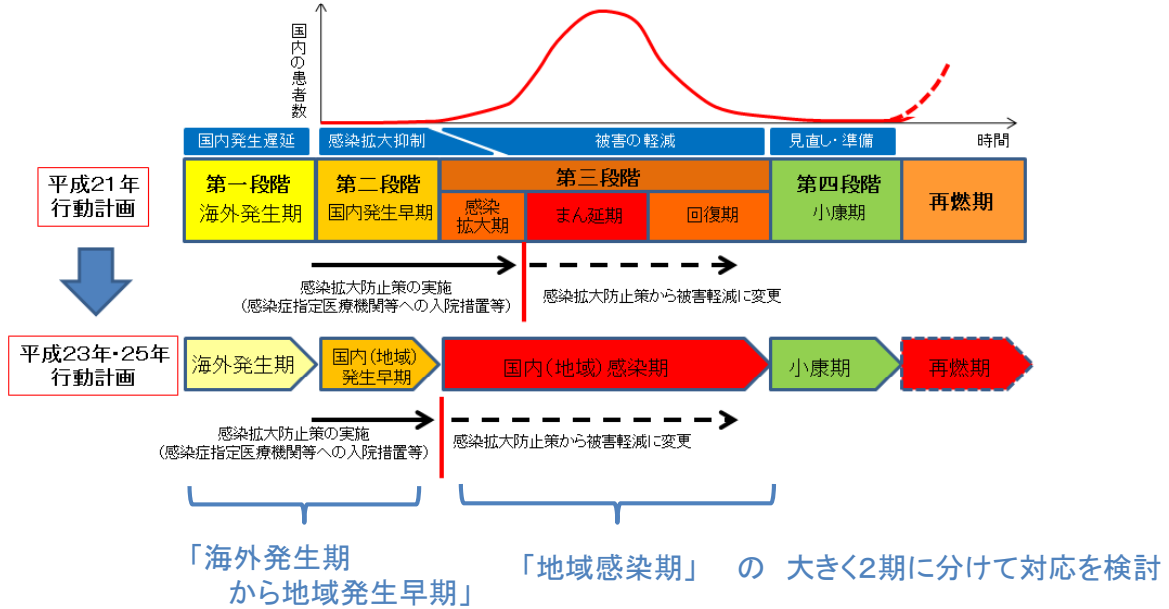 国内の患者数
時間
国内発生遅延
感染拡大抑制
被害の軽減
見直し・準備
平成21年
行動計画
第一段階
海外発生期
第二段階
国内発生早期
第三段階
感染
拡大期
まん延期
回復期
第四段階
小康期
再燃期
感染拡大防止策の実施
(感染症指定医療機関等への入院措置等)
感染拡大防止策から被害軽減に変更
平成23年・25年
行動計画
海外発生期
国内(地域)
発生早期
国内(地域)感染期
小康期
再燃期
感染拡大防止策の実施
(感染症指定医療機関等への入院措置等)
感染拡大防止策から被害軽減に変更
「海外発生期
から地域発生早期」
「地域感染期」 の 大きく2期に分けて対応を検討